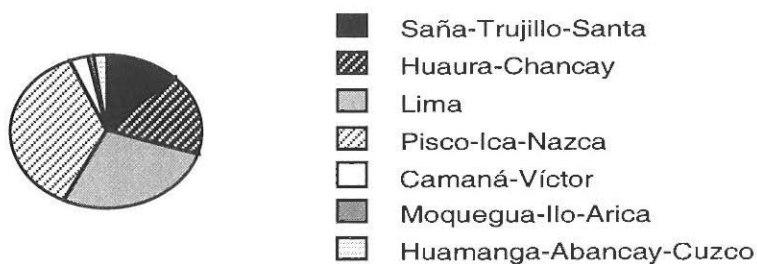 Saña-Trujillo-Santa
Huaura-Chancay
Lima
Pisco-Ica-Nazca
Camaná-Víctor
Moquegua-Ilo-Arica
Huamanga-Abancay-Cuzco